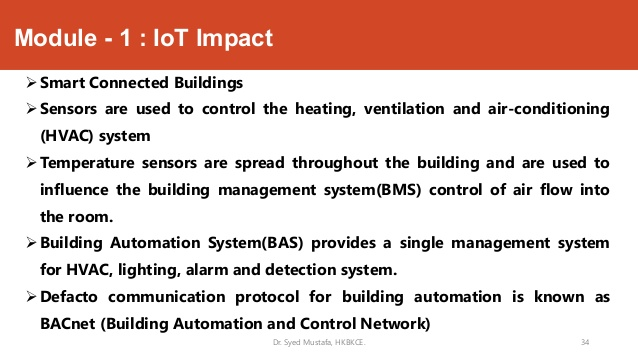 Module - 1 : IoT Impact
➢Smart Connected Buildings
➢Sensors are used to control the heating, ventilation and air-conditioning
(HVAC) system
➢Temperature sensors are spread throughout the building and are used to
influence the building management system(BMS) control of air flow into
the room.
➢Building Automation System(BAS) provides a single management system
for HVAC, lighting, alarm and detection system.
➢Defacto communication protocol for building automation is known as
BACnet (Building Automation and Control Network)
Dr. Syed Mustafa, HKBKCE. 34